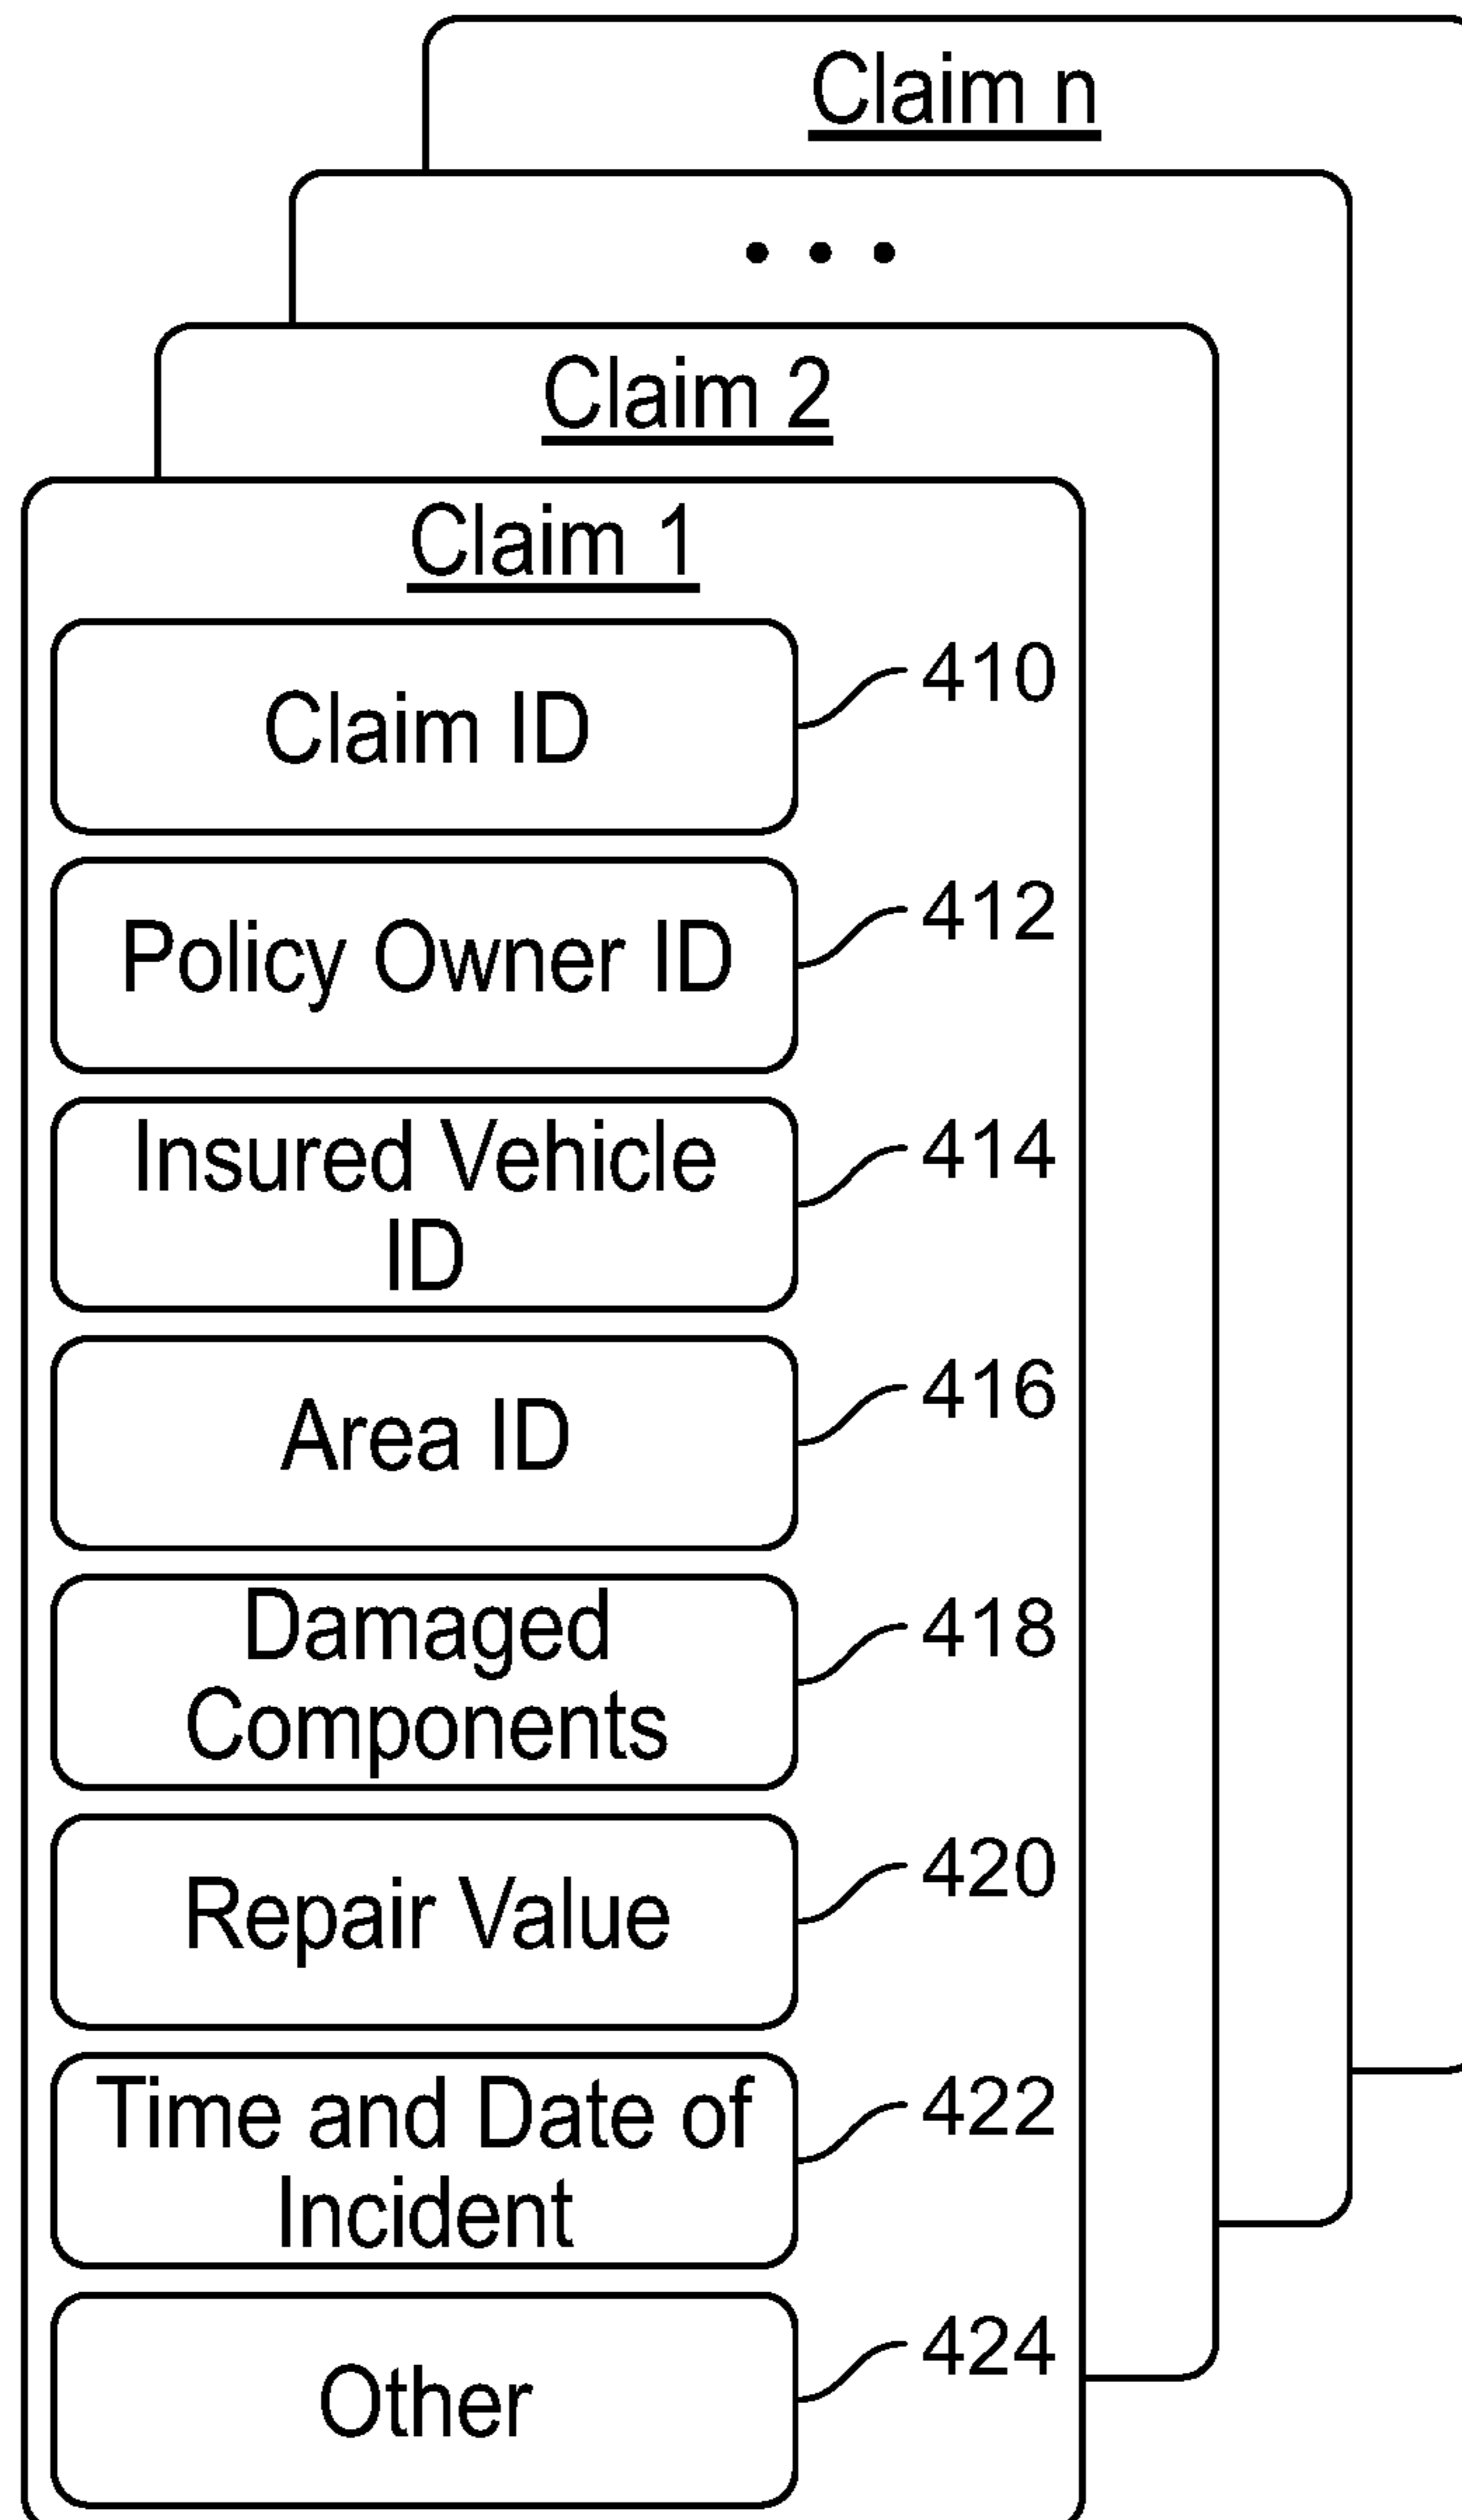 Claim n
• • •
Claim 2
Claim 1
Claim ID
410
Policy Owner ID
412
Insured Vehicle
ID
414
Area ID
416
Damaged
Components
418
Repair Value
420
Time and Date of
Incident
422
Other
424